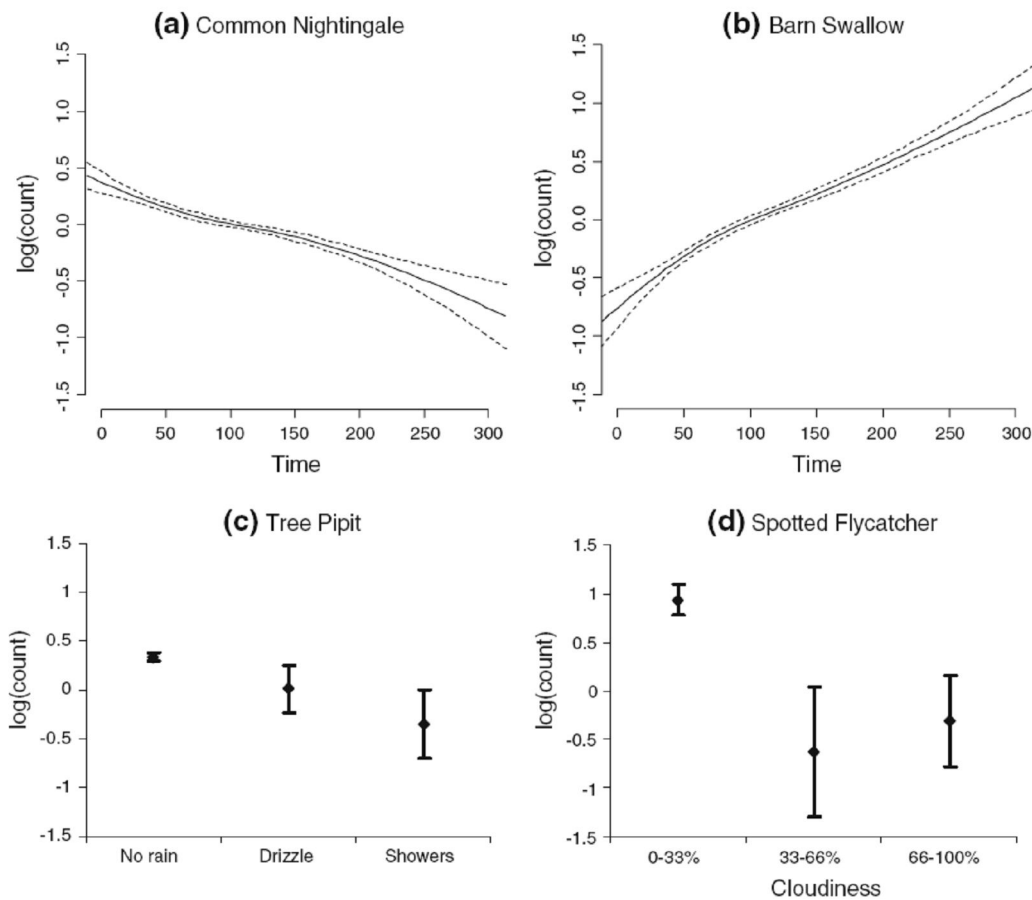 (a) Common Nightingale
1.5
1.0
0.5
0.0
-0.5
-1.0
-1.5
log(count)
0 50 100 150 200 250 300
Time
(b) Barn Swallow
1.5
1.0
0.5
0.0
-0.5
-1.0
-1.5
log(count)
0 50 100 150 200 250 300
Time
(c) Tree Pipit
1.5
1
0.5
0
-0.5
-1
-1.5
log(count)
No rain Drizzle Showers
(d) Spotted Flycatcher
1.5
1
0.5
0
-0.5
-1
-1.5
log(count)
0-33% 33-66% 66-100%
Cloudiness